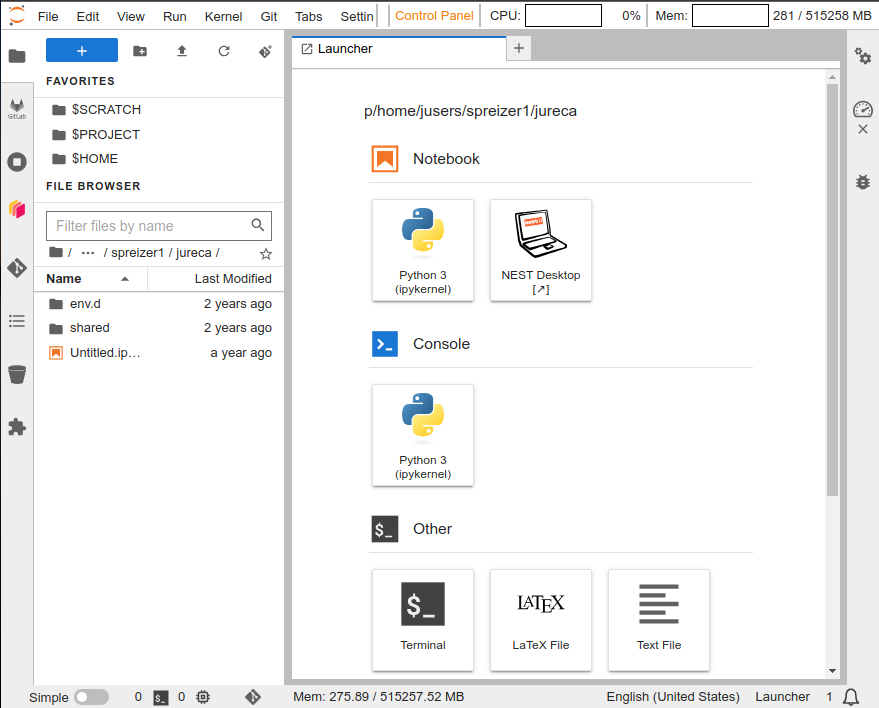 File Edit View Run Kernel Git Tabs Settin Control Panel CPU: 0% Mem: 281 / 515258 MB
Launcher
FAVORITES
$SCRATCH
$PROJECT
$HOME
FILE BROWSER
Filter files by name
/ ··· / spreizer1 / jureca /
Name Last Modified
env.d 2 years ago
shared 2 years ago
Untitled.ip… a year ago
GitLab
p/home/jusers/spreizer1/jureca
Notebook
Python 3
(ipykernel)
NEST Desktop
[↗]
Console
Python 3
(ipykernel)
Other
$_
Terminal
LATEX
LaTeX File
Text File
Simple 0 $_ 0 Mem: 275.89 / 515257.52 MB English (United States) Launcher 1